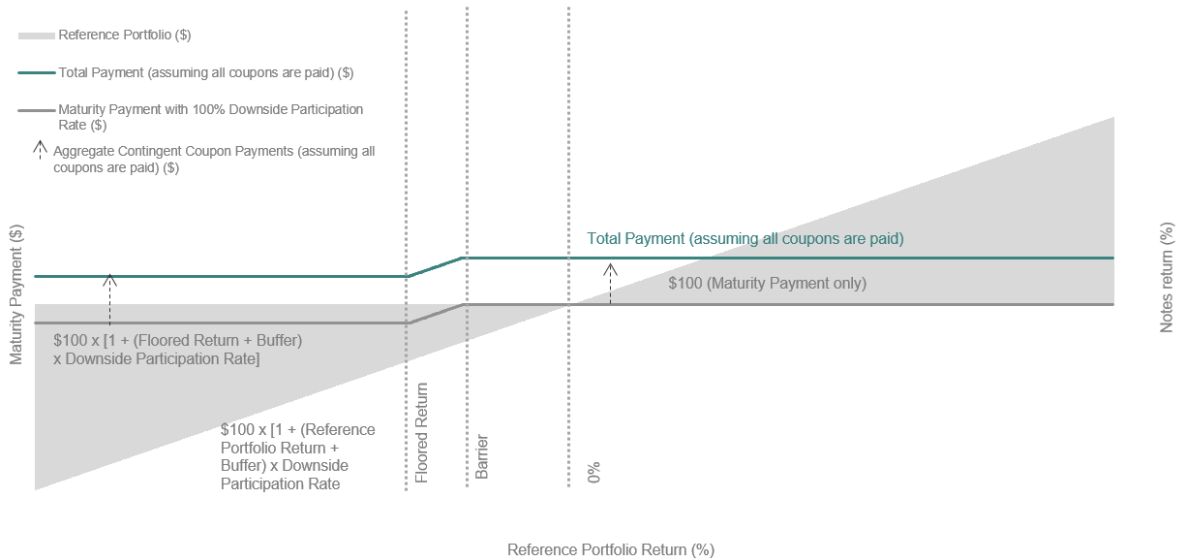 Reference Portfolio ($)
Total Payment (assuming all coupons are paid) ($)
Maturity Payment with 100% Downside Participation
Rate ($)
Aggregate Contingent Coupon Payments (assuming all
coupons are paid) ($)
Maturity Payment ($)
Total Payment (assuming all coupons are paid)
$100 (Maturity Payment only)
Notes return (%)
$100 x [1 + (Floored Return + Buffer)
x Downside Participation Rate]
$100 x [1 + (Reference
Portfolio Return +
Buffer) x Downside
Participation Rate
Floored Return
Barrier
0%
Reference Portfolio Return (%)